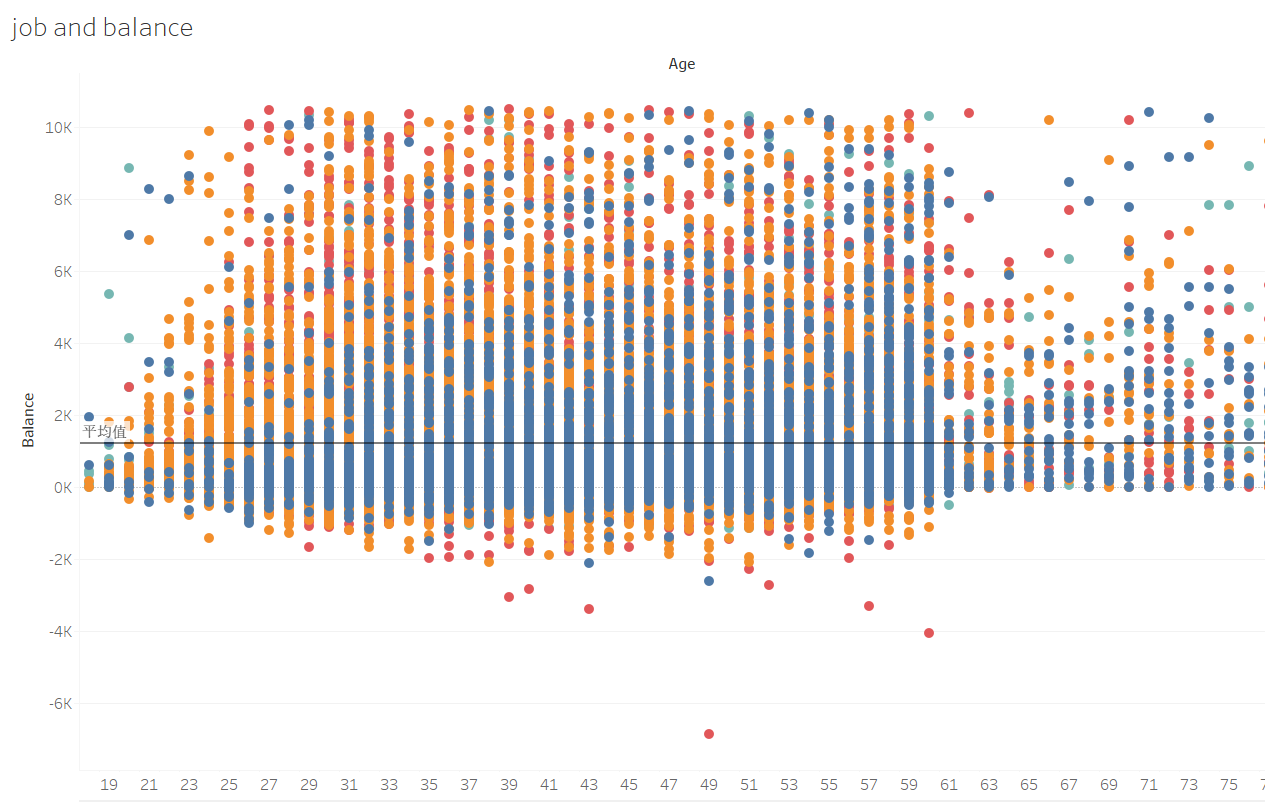 job and balance
Age
Balance
10K
8K
6K
4K
2K
平均值
0K
-2K
-4K
-6K
19 21 23 25 27 29 31 33 35 37 39 41 43 45 47 49 51 53 55 57 59 61 63 65 67 69 71 73 75